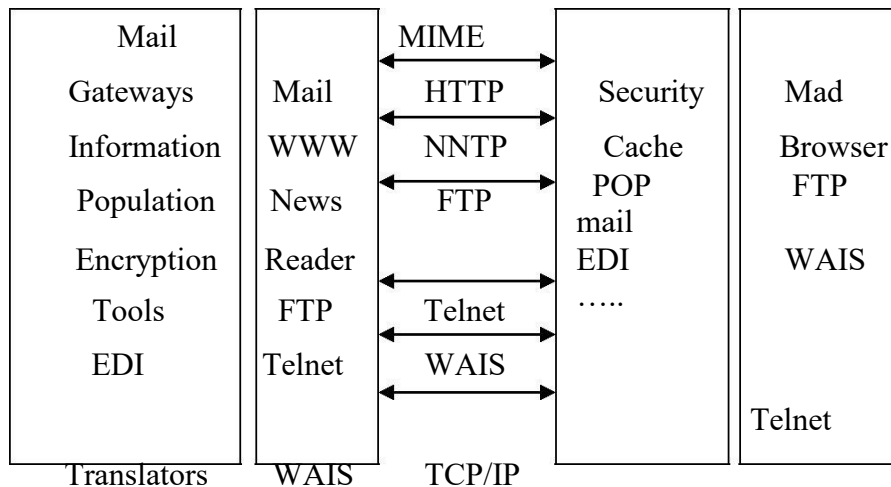 Mail MIME
Gateways Mail HTTP Security Mad
Information WWW NNTP Cache Browser
Population News FTP POP FTP
mail
Encryption Reader EDI WAIS
Tools FTP Telnet …..
EDI Telnet WAIS
Telnet
Translators WAIS TCP/IP